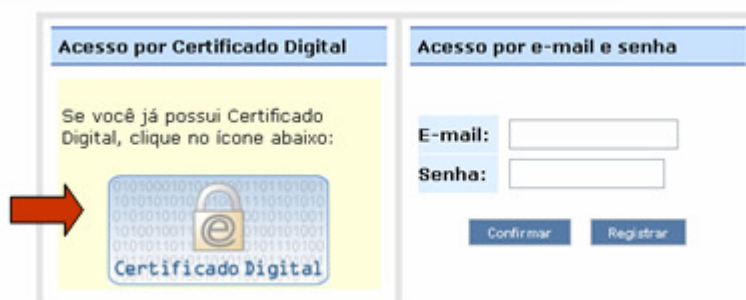 Acesso por Certificado Digital
Se você já possui Certificado
Digital, clique no ícone abaixo:
Certificado Digital
Acesso por e-mail e senha
E-mail:
Senha:
Confirmar
Registrar